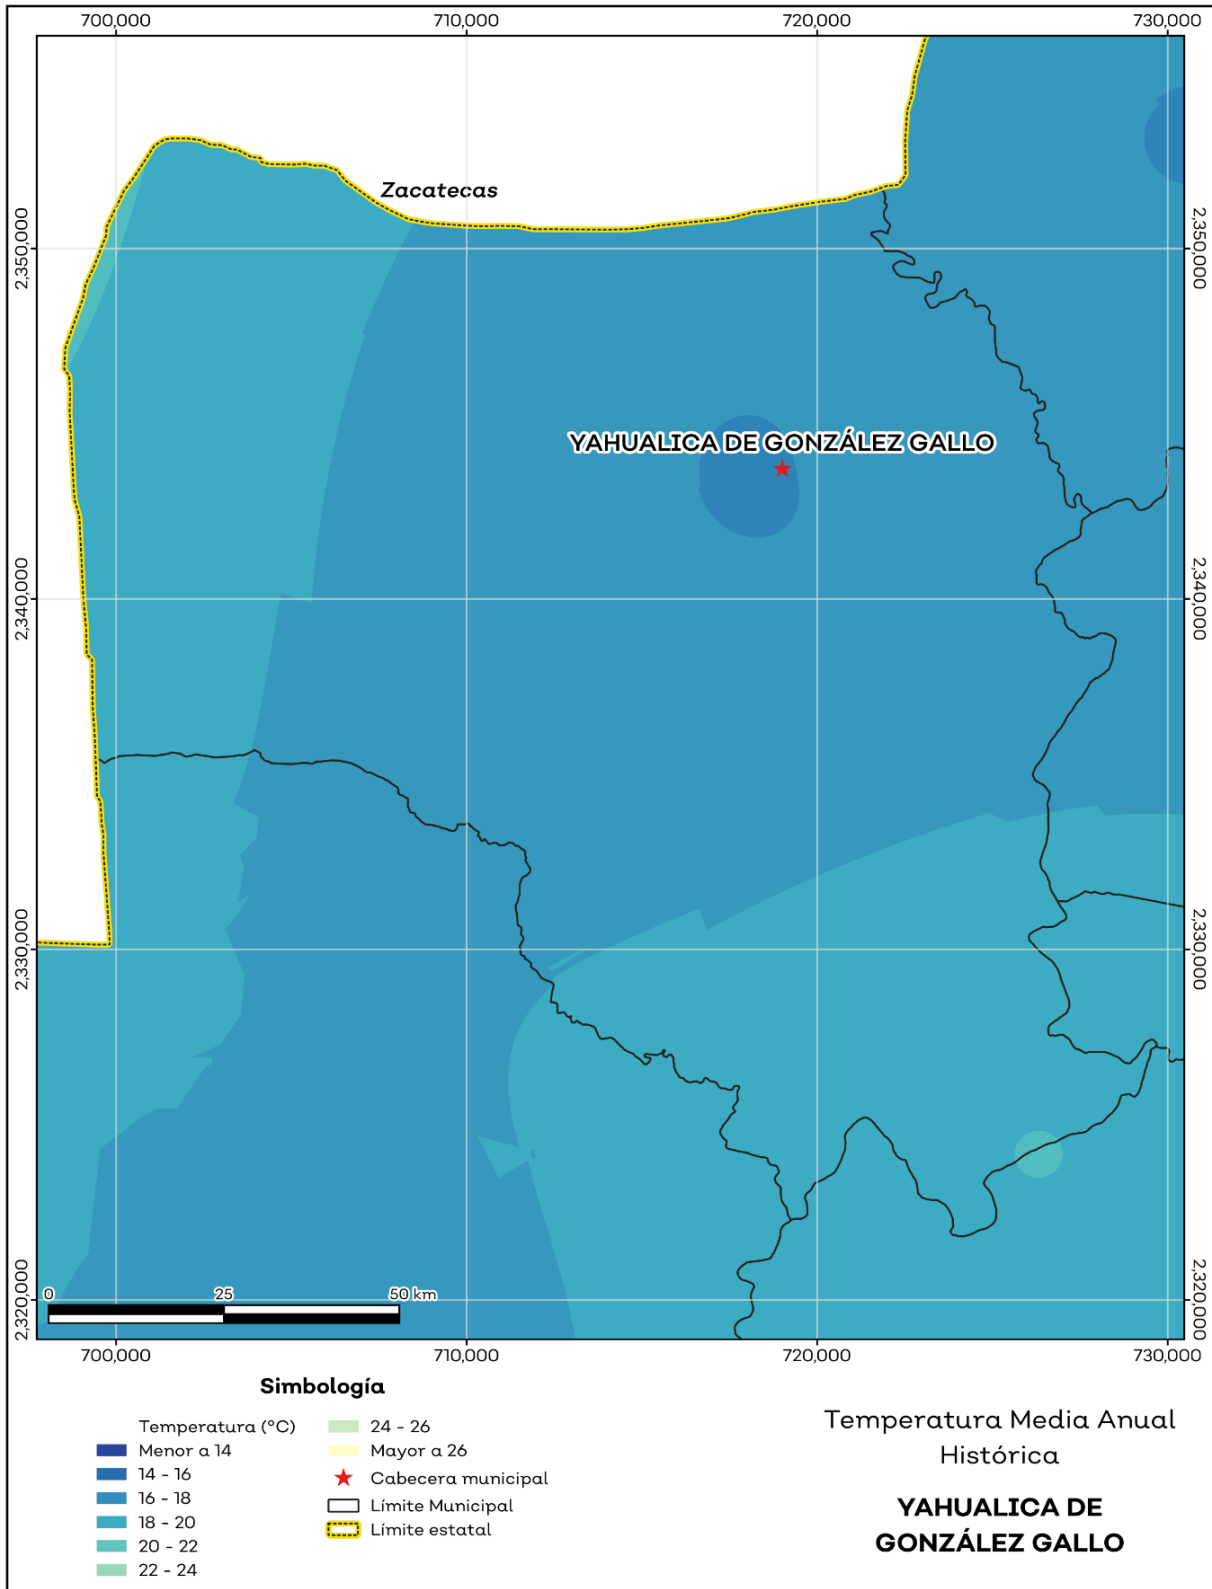 700,000
710,000
720,000
730,000
Zacatecas
2,350,000
2,350,000
YAHUALICA DE GONZÁLEZ GALLO
2,340,000
2,340,000
2,330,000
2,330,000
2,320,000
2,320,000
0
25
50 km
700,000
710,000
720,000
730,000
Simbología
Temperatura (°C)
Menor a 14
14 - 16
16 - 18
18 - 20
20 - 22
22 - 24
24 - 26
Mayor a 26
Cabecera municipal
Límite Municipal
Límite estatal
Temperatura Media Anual
Histórica
YAHUALICA DE
GONZÁLEZ GALLO